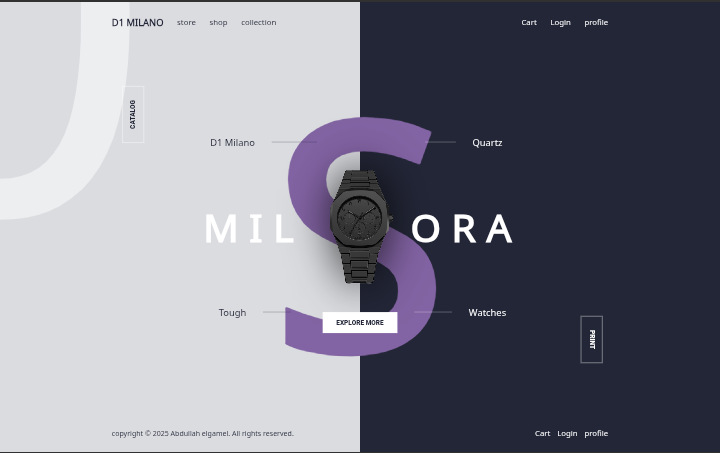 D1 MILANO store shop collection Cart Login profile
CATALOG
D1 Milano Quartz
S
MIL ORA
Tough Watches
EXPLORE MORE
PRINT
copyright © 2025 Abdullah elgamel. All rights reserved. Cart Login profile